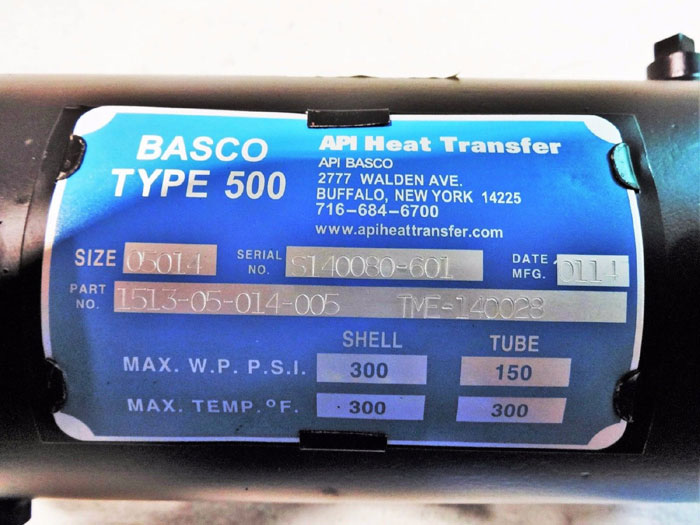 BASCO
TYPE 500
API Heat Transfer
API BASCO
2777 WALDEN AVE.
BUFFALO, NEW YORK 14225
716-684-6700
www.apiheattransfer.com
SIZE 05014 SERIAL NO. S140080-601 DATE MFG. 0114
PART NO. 1513-05-014-005 TME-140028
SHELL TUBE
MAX. W.P. P.S.I. 300 150
MAX. TEMP.°F. 300 300